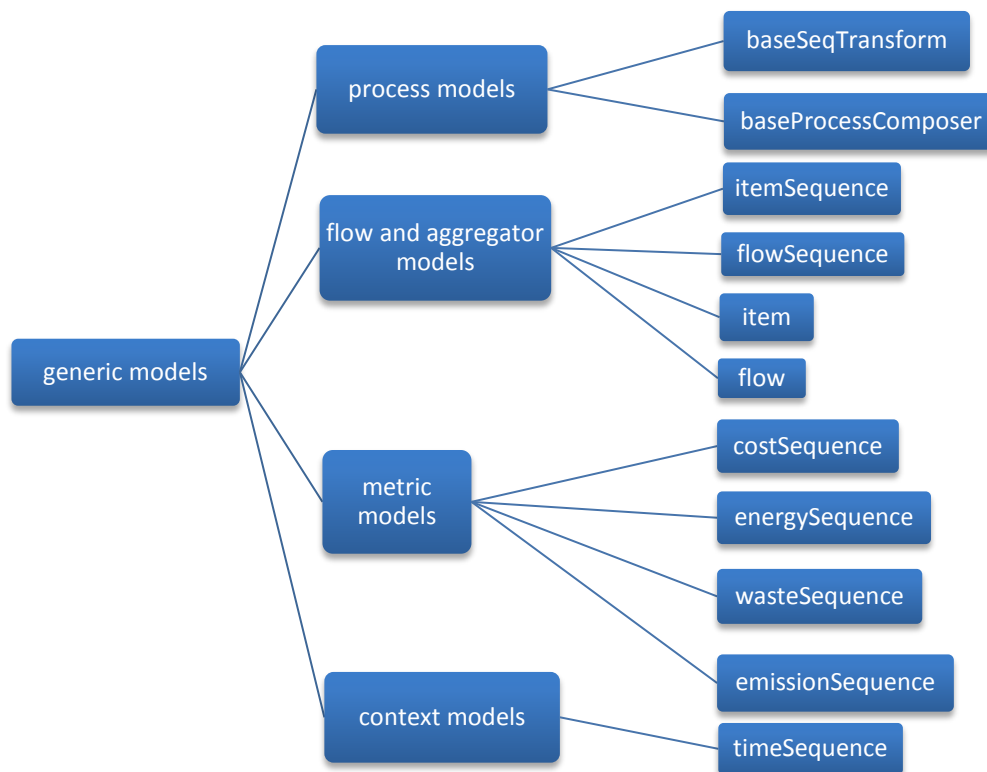 generic models
process models
baseSeqTransform
baseProcessComposer
flow and aggregator
models
itemSequence
flowSequence
item
flow
metric
models
costSequence
energySequence
wasteSequence
emissionSequence
context models
timeSequence